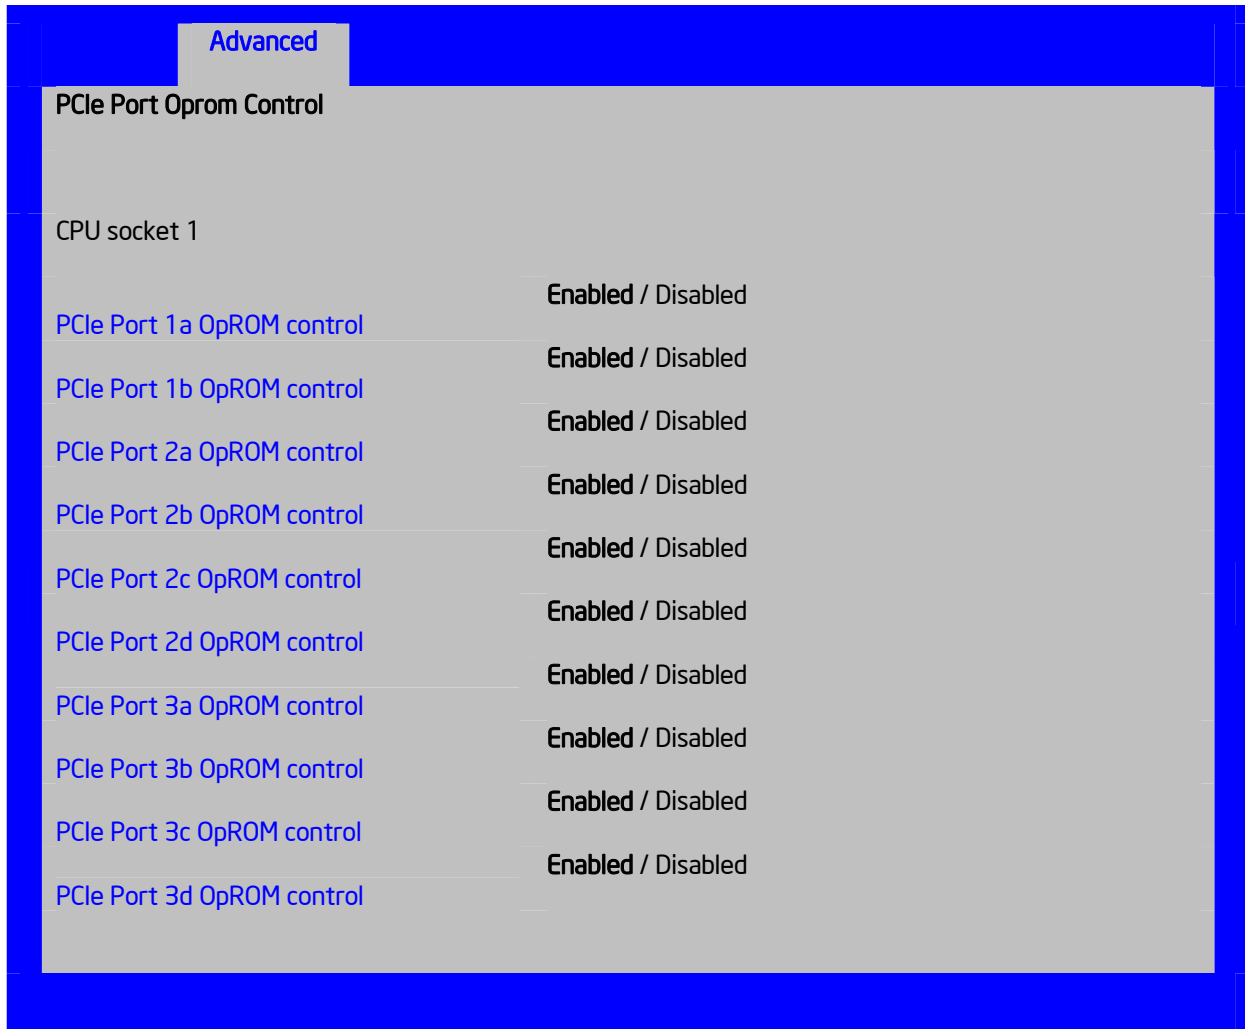 Advanced
PCIe Port Oprom Control
CPU socket 1
Enabled / Disabled
PCIe Port 1a OpROM control
Enabled / Disabled
PCIe Port 1b OpROM control
Enabled / Disabled
PCIe Port 2a OpROM control
Enabled / Disabled
PCIe Port 2b OpROM control
Enabled / Disabled
PCIe Port 2c OpROM control
Enabled / Disabled
PCIe Port 2d OpROM control
Enabled / Disabled
PCIe Port 3a OpROM control
Enabled / Disabled
PCIe Port 3b OpROM control
Enabled / Disabled
PCIe Port 3c OpROM control
Enabled / Disabled
PCIe Port 3d OpROM control